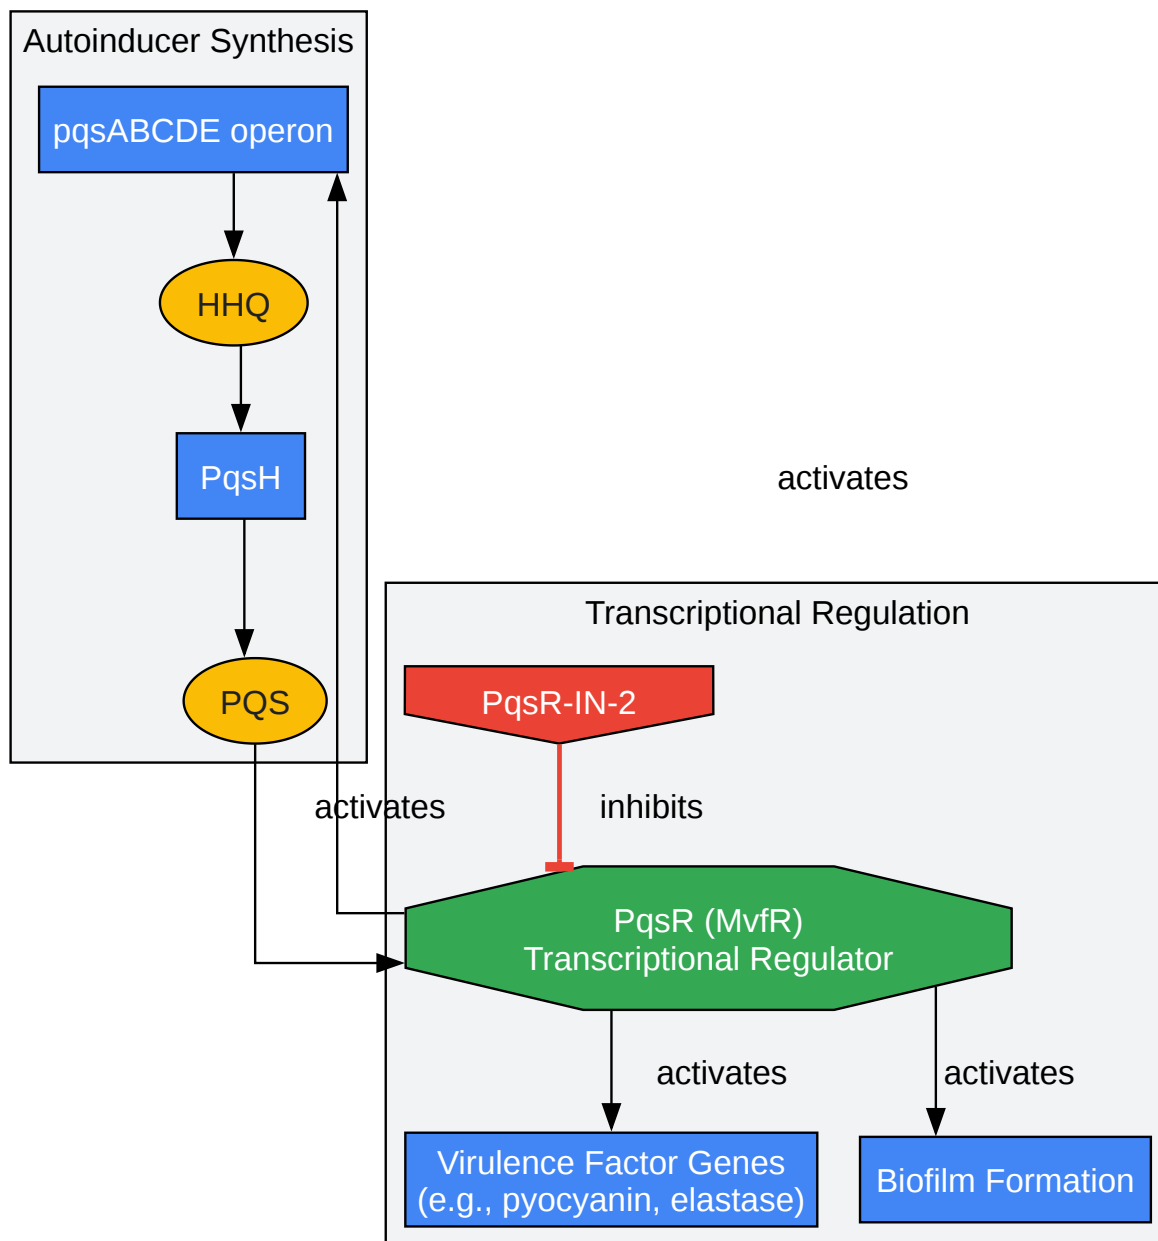 Autoinducer Synthesis
pqsABCDE operon
HHQ
PqsH
activates
Transcriptional Regulation
PqsR-IN-2
PQS
activates
inhibits
PqsR (MvfR)
Transcriptional Regulator
activates
activates
Virulence Factor Genes
(e.g., pyocyanin, elastase)
Biofilm Formation